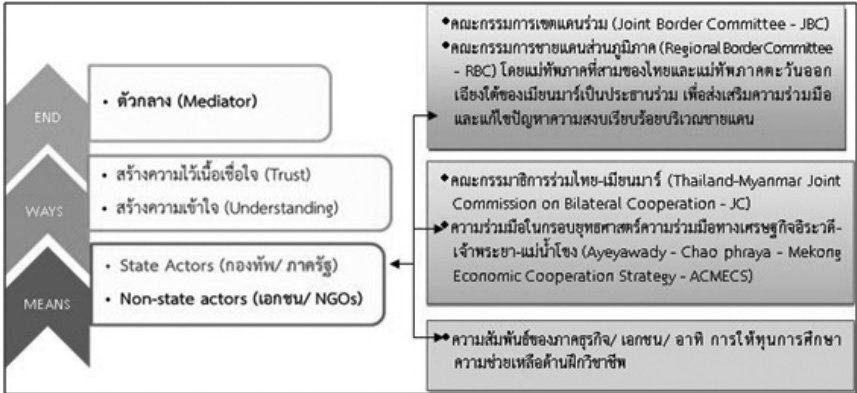 END
• ตัวกลาง (Mediator)
WAYS
• สร้างความไว้เนื้อเชื่อใจ (Trust)
• สร้างความเข้าใจ (Understanding)
MEANS
• State Actors (กองทัพ/ ภาครัฐ)
• Non-state actors (เอกชน/ NGOs)
•คณะกรรมการเขตแดนร่วม (Joint Border Committee - JBC)
•คณะกรรมการชายแดนส่วนภูมิภาค (Regional BorderCommittee
- RBC) โดยแม่ทัพภาคที่สามของไทยและแม่ทัพภาคตะวันออก
เฉียงใต้ของเมียนมาร์เป็นประธานร่วม เพื่อส่งเสริมความร่วมมือ
และแก้ไขปัญหาความสงบเรียบร้อยบริเวณชายแดน
•คณะกรรมาธิการร่วมไทย-เมียนมาร์ (Thailand-Myanmar Joint
Commission on Bilateral Cooperation - JC)
•ความร่วมมือในกรอบยุทธศาสตร์ความร่วมมือทางเศรษฐกิจอิระวดี-
เจ้าพระยา-แม่น้ำโขง (Ayeyawady - Chao phraya - Mekong
Economic Cooperation Strategy - ACMECS)
•ความสัมพันธ์ของภาคธุรกิจ/ เอกชน/ อาทิ การให้ทุนการศึกษา
ความช่วยเหลือด้านฝึกวิชาชีพ